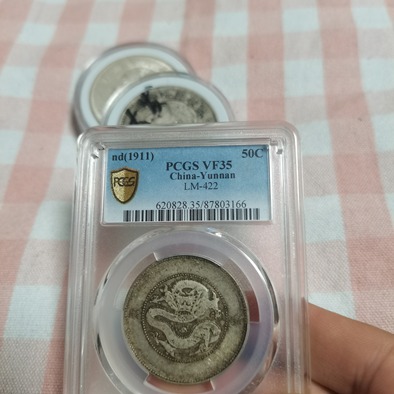 nd(1911) 50C
PCGS VF35
China-Yunnan
LM-422
PCGS
620828.35/87803166